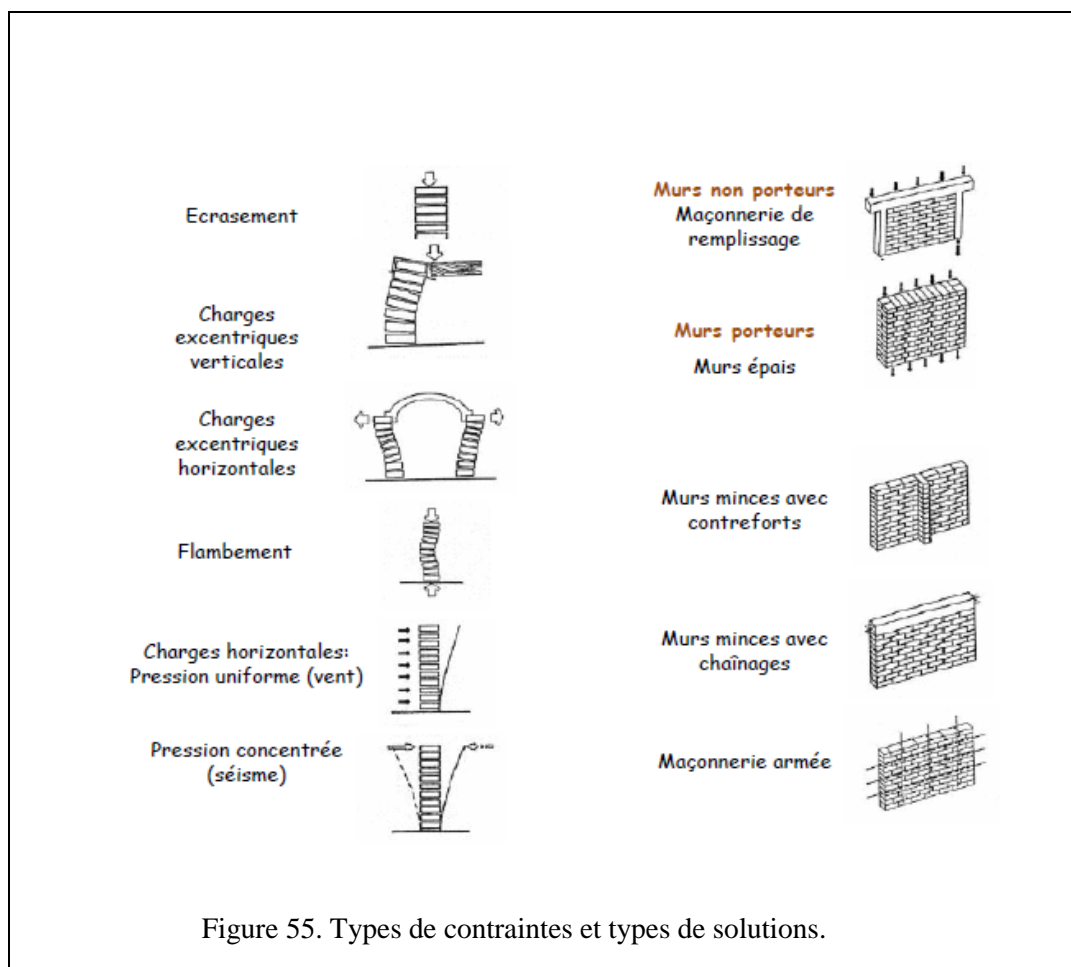 Ecrasement
Charges
excentriques
verticales
Charges
excentriques
horizontales
Flambement
Charges horizontales:
Pression uniforme (vent)
Pression concentrée
(séisme)
Murs non porteurs
Maçonnerie de
remplissage
Murs porteurs
Murs épais
Murs minces avec
contreforts
Murs minces avec
chaînages
Maçonnerie armée
Figure 55. Types de contraintes et types de solutions.